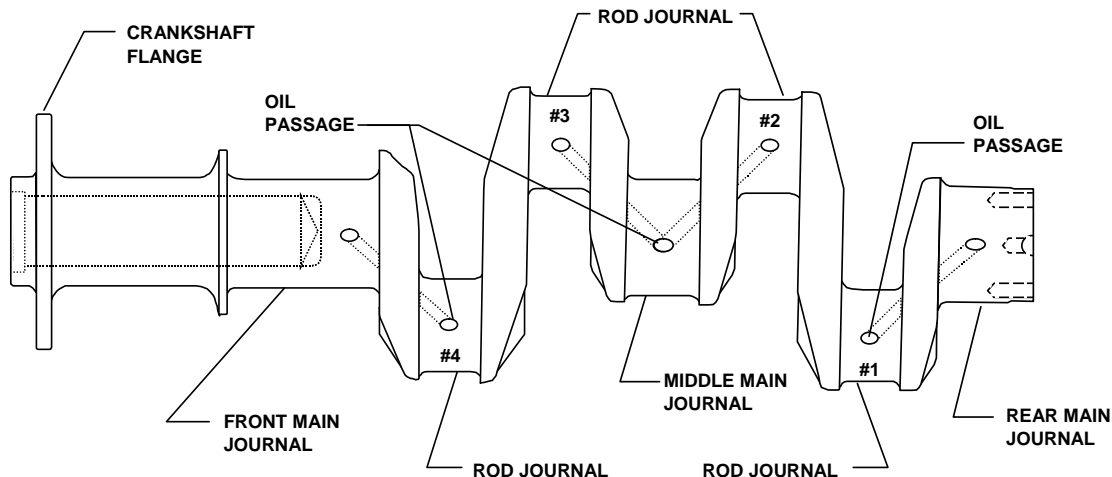 ROD JOURNAL
CRANKSHAFT
FLANGE
OIL
PASSAGE
#3
#2
OIL
PASSAGE
#4
#1
MIDDLE MAIN
JOURNAL
FRONT MAIN
JOURNAL
REAR MAIN
JOURNAL
ROD JOURNAL
ROD JOURNAL